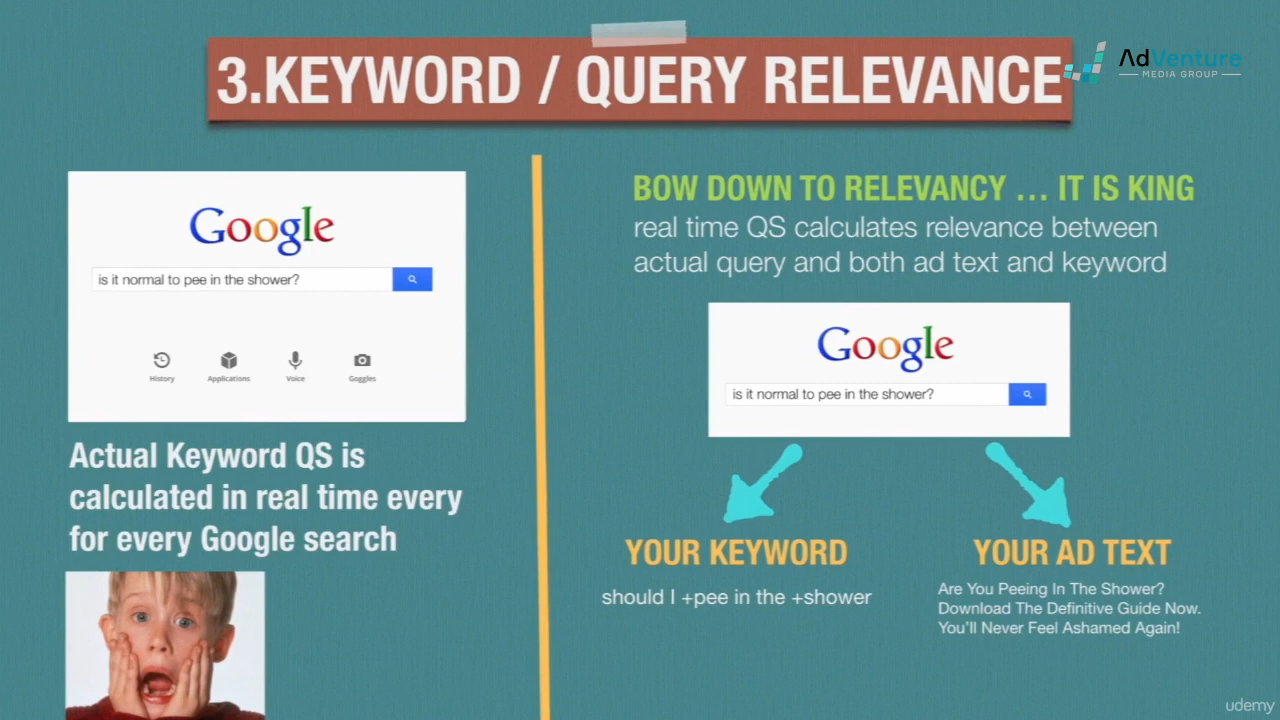 3.KEYWORD / QUERY RELEVANCE
AdVenture
MEDIA GROUP
Google
is it normal to pee in the shower?
History Applications Voice Goggles
Actual Keyword QS is
calculated in real time every
for every Google search
BOW DOWN TO RELEVANCY ... IT IS KING
real time QS calculates relevance between
actual query and both ad text and keyword
Google
is it normal to pee in the shower?
YOUR KEYWORD
should I +pee in the +shower
YOUR AD TEXT
Are You Peeing In The Shower?
Download The Definitive Guide Now.
You'll Never Feel Ashamed Again!
udemy